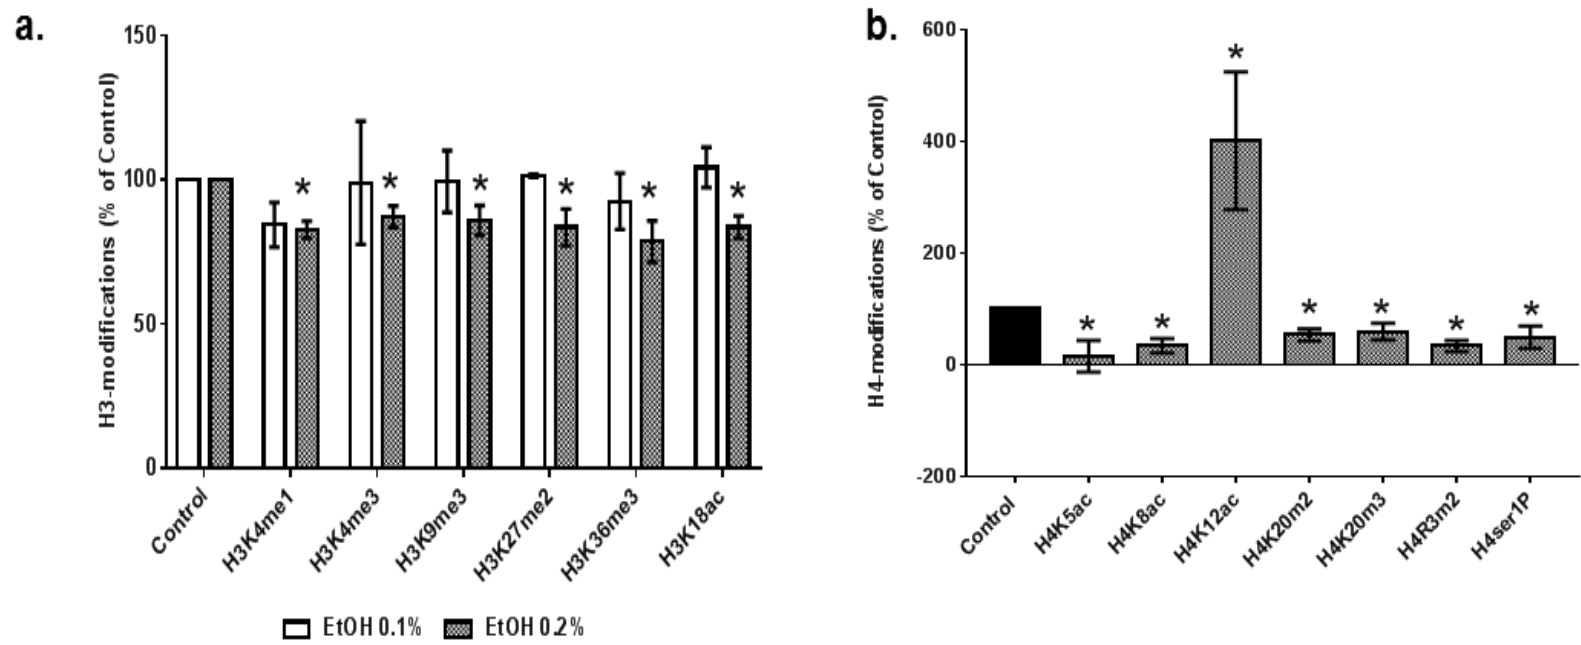 a.
H3-modifications (% of Control)
150
100
50
0
* * * * * *
Control
H3K4me1
H3K4me3
H3K9me3
H3K27me2
H3K36me3
H3K18ac
EtOH 0.1%
EtOH 0.2%
b.
H4-modifications (% of Control)
600
400
200
0
-200
* * * * * * *
Control
H4K5ac
H4K8ac
H4K12ac
H4K20m2
H4K20m3
H4R3m2
H4ser1P